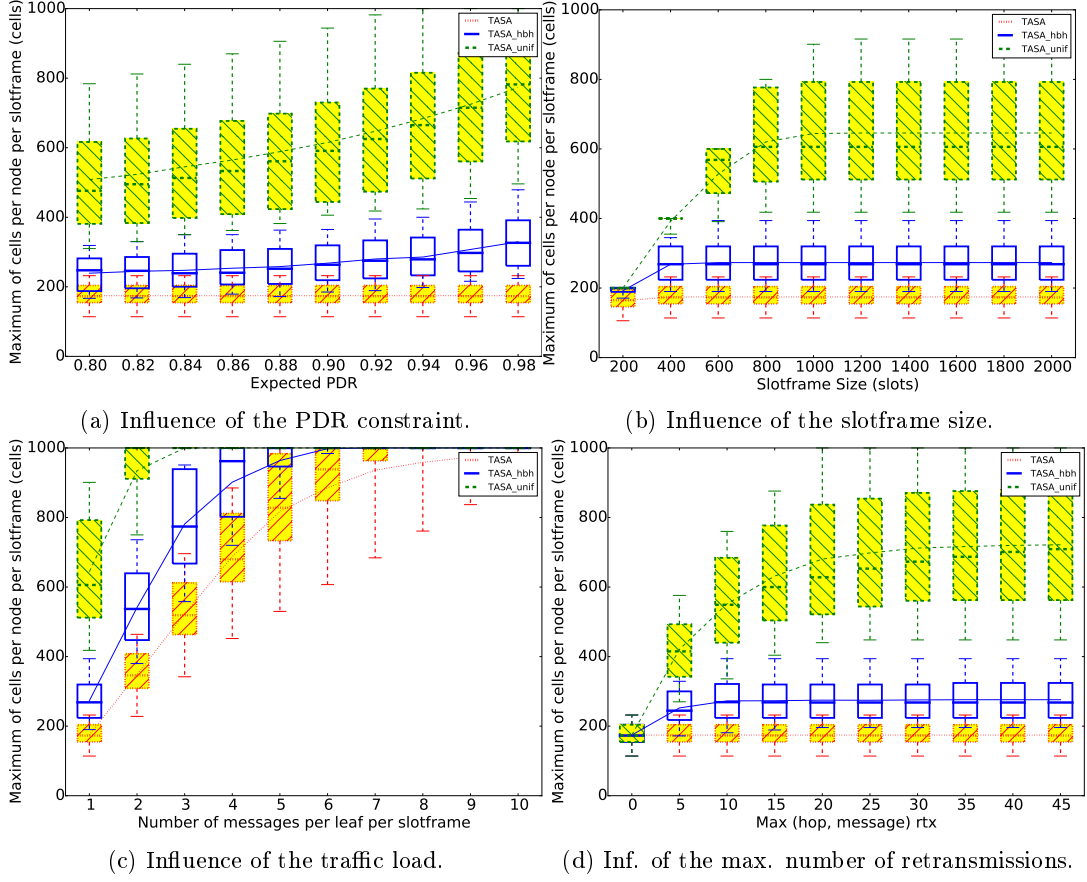 Maximum of cells per node per slotframe (cells)
1000
800
600
400
200
0
TASA
TASA_hbh
TASA_unif
0.80 0.82 0.84 0.86 0.88 0.90 0.92 0.94 0.96 0.98
Expected PDR
(a) Influence of the PDR constraint.
Maximum of cells per node per slotframe (cells)
1000
800
600
400
200
0
TASA
TASA_hbh
TASA_unif
200 400 600 800 1000 1200 1400 1600 1800 2000
Slotframe Size (slots)
(b) Influence of the slotframe size.
Maximum of cells per node per slotframe (cells)
1000
800
600
400
200
0
TASA
TASA_hbh
TASA_unif
1 2 3 4 5 6 7 8 9 10
Number of messages per leaf per slotframe
(c) Influence of the traffic load.
Maximum of cells per node per slotframe (cells)
1000
800
600
400
200
0
TASA
TASA_hbh
TASA_unif
0 5 10 15 20 25 30 35 40 45
Max (hop, message) rtx
(d) Inf. of the max. number of retransmissions.